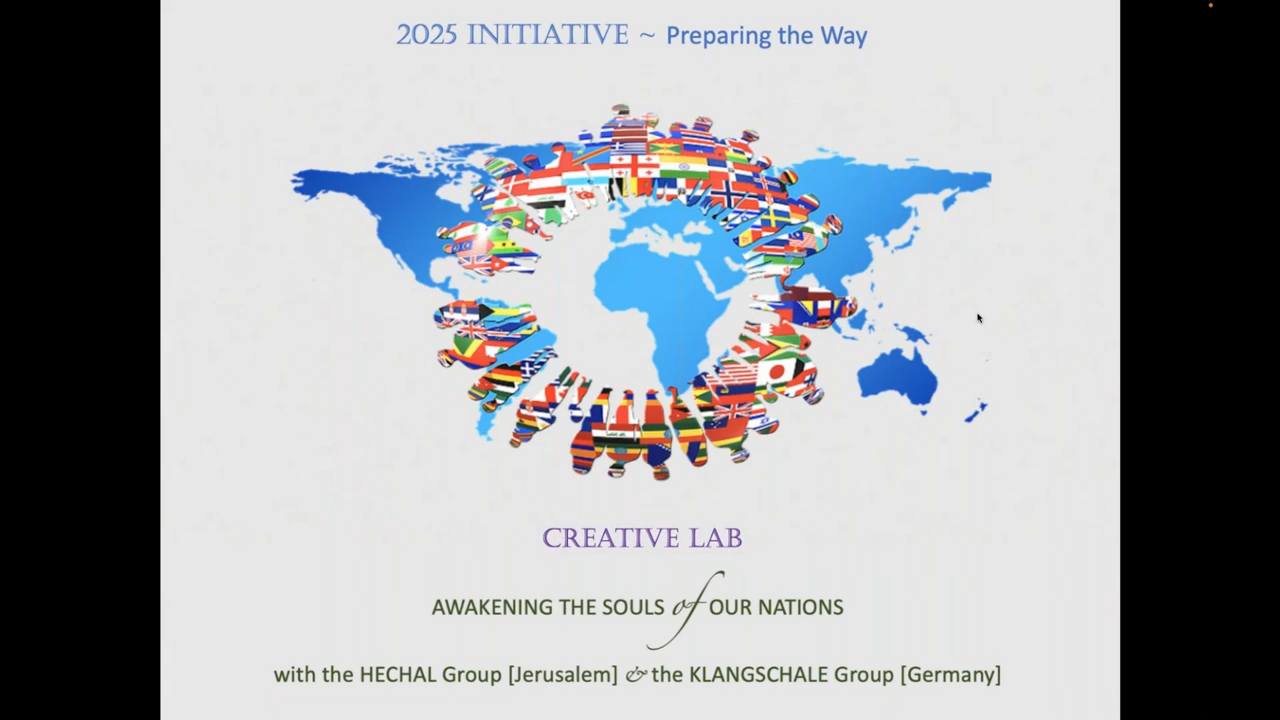 2025 INITIATIVE ~ Preparing the Way
CREATIVE LAB
AWAKENING THE SOULS of OUR NATIONS
with the HECHAL Group [Jerusalem] & the KLANGSCHALE Group [Germany]